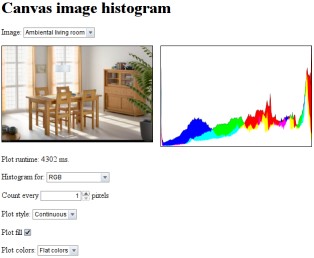 Canvas image histogram
Image: Ambiental living room
Plot runtime: 4302 ms.
Histogram for: RGB
Count every 1 pixels
Plot style: Continuous
Plot fill
Plot colors: Flat colors